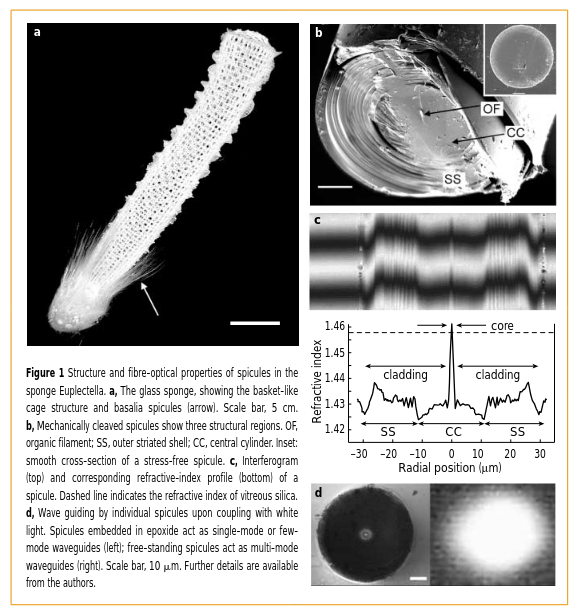 a
Figure 1 Structure and fibre-optical properties of spicules in the
sponge Euplectella. a, The glass sponge, showing the basket-like
cage structure and basalia spicules (arrow). Scale bar, 5 cm.
b, Mechanically cleaved spicules show three structural regions. OF,
organic filament; SS, outer striated shell; CC, central cylinder. Inset:
smooth cross-section of a stress-free spicule. c, Interferogram
(top) and corresponding refractive-index profile (bottom) of a
spicule. Dashed line indicates the refractive index of vitreous silica.
d, Wave guiding by individual spicules upon coupling with white
light. Spicules embedded in epoxide act as single-mode or few-
mode waveguides (left); free-standing spicules act as multi-mode
waveguides (right). Scale bar, 10 μm. Further details are available
from the authors.
b
OF
CC
SS
c
1.46
1.45
1.44
1.43
1.42
Refractive index
core
cladding
cladding
SS
CC
SS
–30 –20 –10 0 10 20 30
Radial position (μm)
d